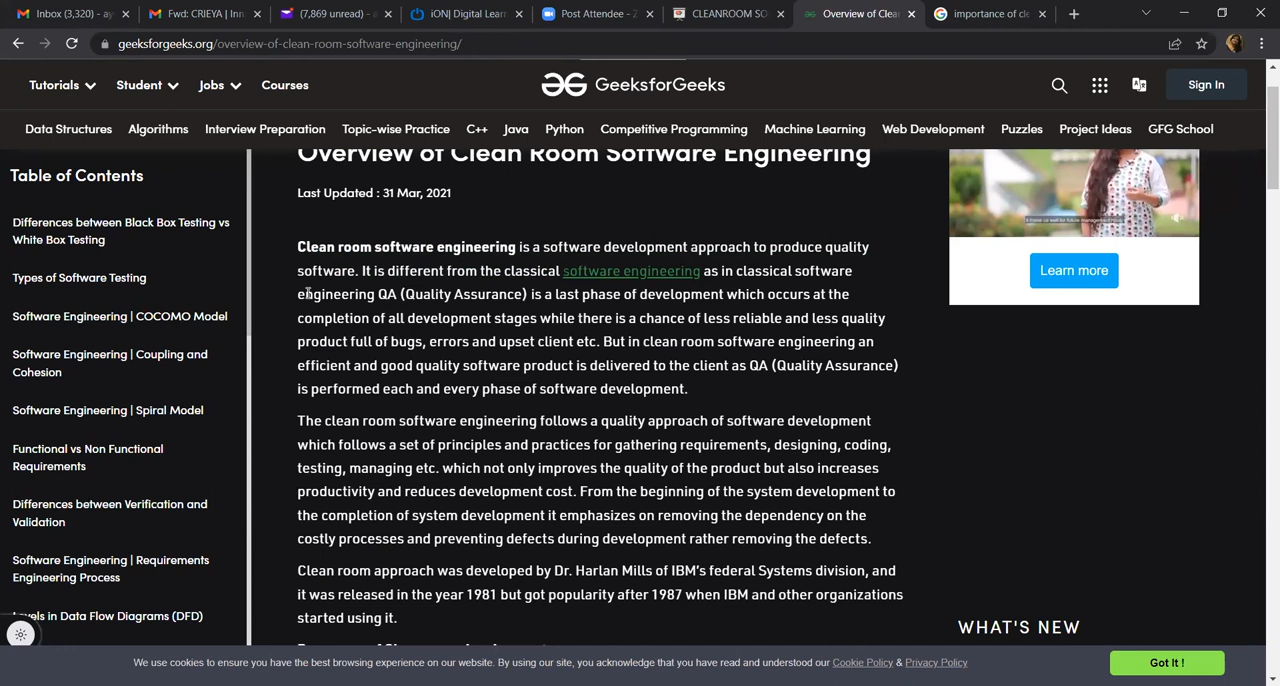 Inbox (3,320) - ay
Fwd: CRIEYA | Inn
(7,869 unread) - a
iON| Digital Lear
Post Attendee - Z
CLEANROOM SO
Overview of Clea
importance of cle
geeksforgeeks.org/overview-of-clean-room-software-engineering/
Tutorials
Student
Jobs
Courses
GeeksforGeeks
Sign In
Data Structures
Algorithms
Interview Preparation
Topic-wise Practice
C++
Java
Python
Competitive Programming
Machine Learning
Web Development
Puzzles
Project Ideas
GFG School
Table of Contents
Differences between Black Box Testing vs
White Box Testing
Types of Software Testing
Software Engineering | COCOMO Model
Software Engineering | Coupling and
Cohesion
Software Engineering | Spiral Model
Functional vs Non Functional
Requirements
Differences between Verification and
Validation
Software Engineering | Requirements
Engineering Process
Levels in Data Flow Diagrams (DFD)
Overview of Clean Room Software Engineering
Last Updated : 31 Mar, 2021
Clean room software engineering is a software development approach to produce quality
software. It is different from the classical software engineering as in classical software
engineering QA (Quality Assurance) is a last phase of development which occurs at the
completion of all development stages while there is a chance of less reliable and less quality
product full of bugs, errors and upset client etc. But in clean room software engineering an
efficient and good quality software product is delivered to the client as QA (Quality Assurance)
is performed each and every phase of software development.
The clean room software engineering follows a quality approach of software development
which follows a set of principles and practices for gathering requirements, designing, coding,
testing, managing etc. which not only improves the quality of the product but also increases
productivity and reduces development cost. From the beginning of the system development to
the completion of system development it emphasizes on removing the dependency on the
costly processes and preventing defects during development rather removing the defects.
Clean room approach was developed by Dr. Harlan Mills of IBM's federal Systems division, and
it was released in the year 1981 but got popularity after 1987 when IBM and other organizations
started using it.
Learn more
WHAT'S NEW
We use cookies to ensure you have the best browsing experience on our website. By using our site, you acknowledge that you have read and understood our Cookie Policy & Privacy Policy
Got It !